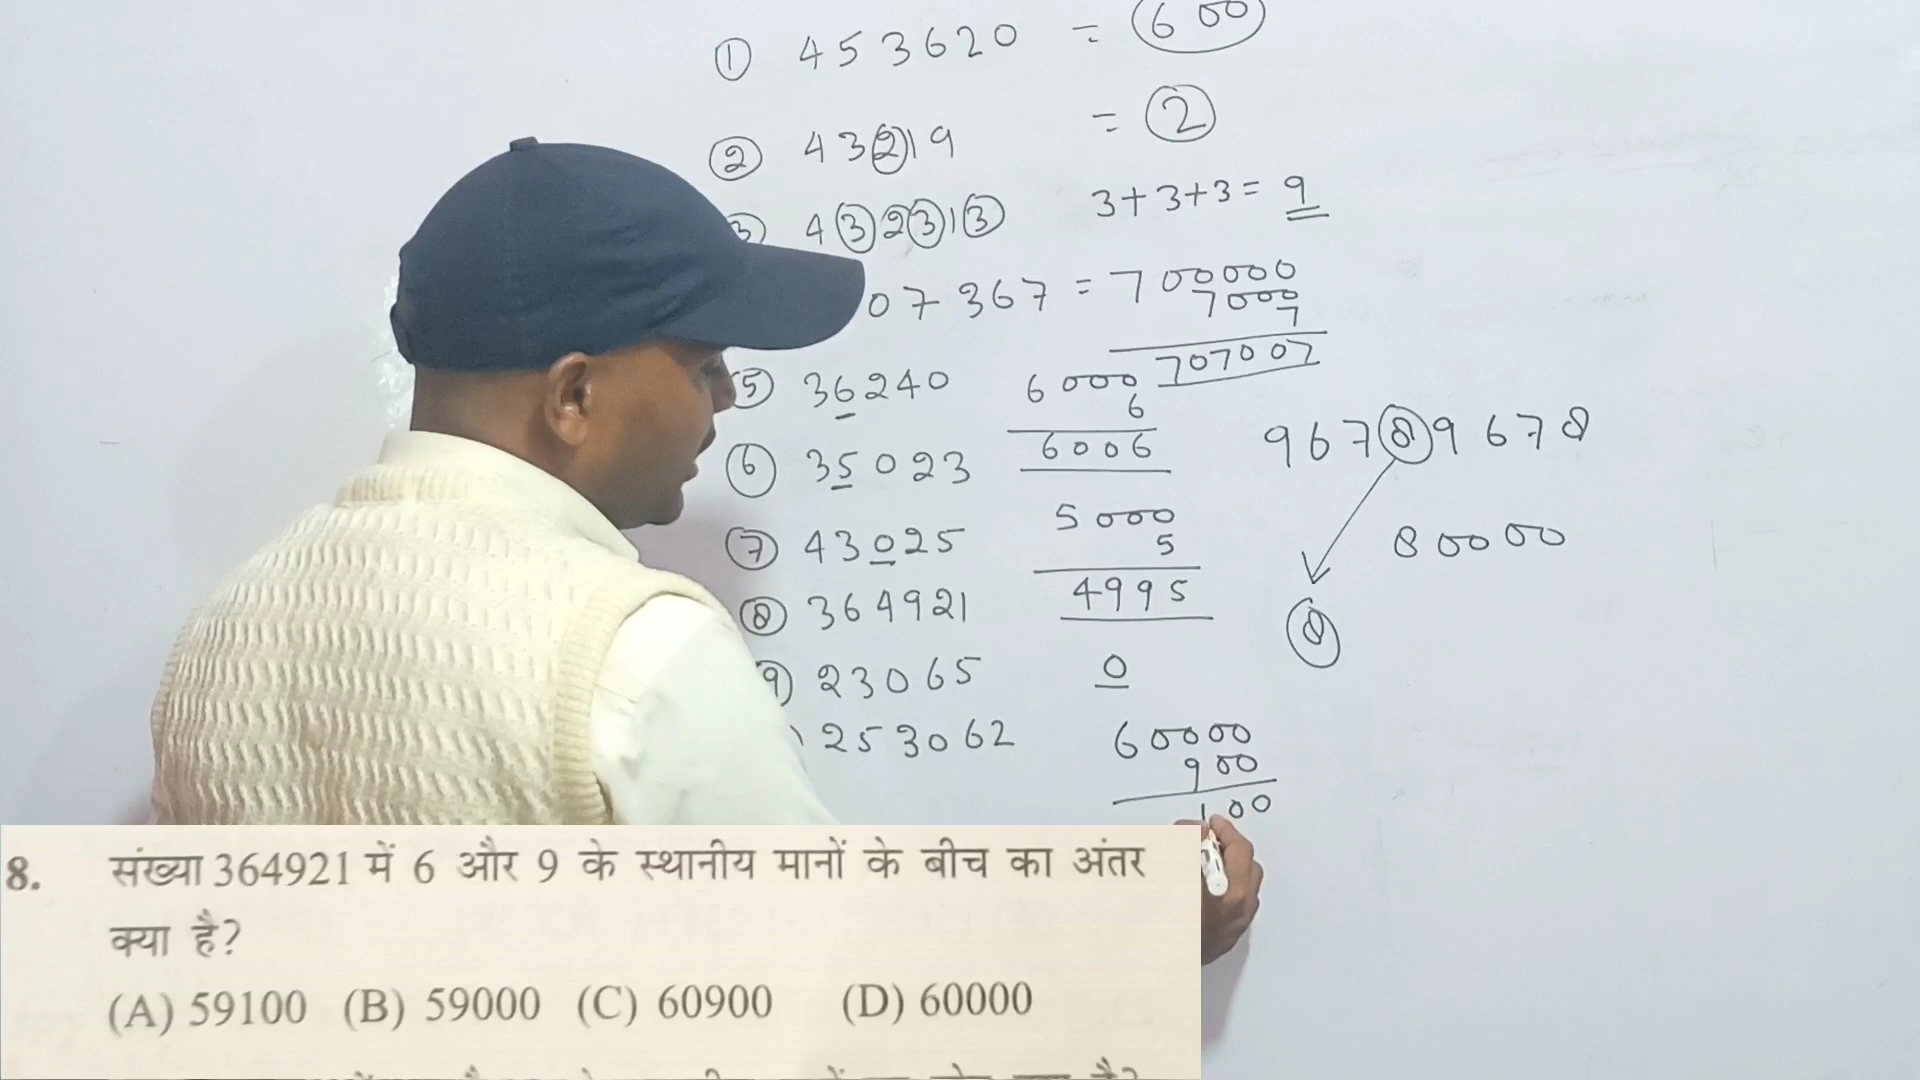 ① 453620 = 600
② 43219 = ②
③ 432313 3+3+3=9
07367 = 700000
7000
7
707007
⑤ 36240 6000
6
6006
⑥ 35023
5000
5
4995
⑦ 43025
⑧ 364921
0
9) 23065
) 253062
60000
900
100
96789678
80000
8
8. संख्या 364921 में 6 और 9 के स्थानीय मानों के बीच का अंतर
क्या है?
(A) 59100 (B) 59000 (C) 60900 (D) 60000